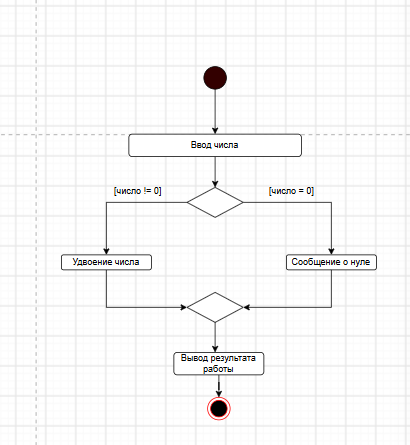 Ввод числа
[число != 0]
[число = 0]
Удвоение числа
Сообщение о нуле
Вывод результата
работы